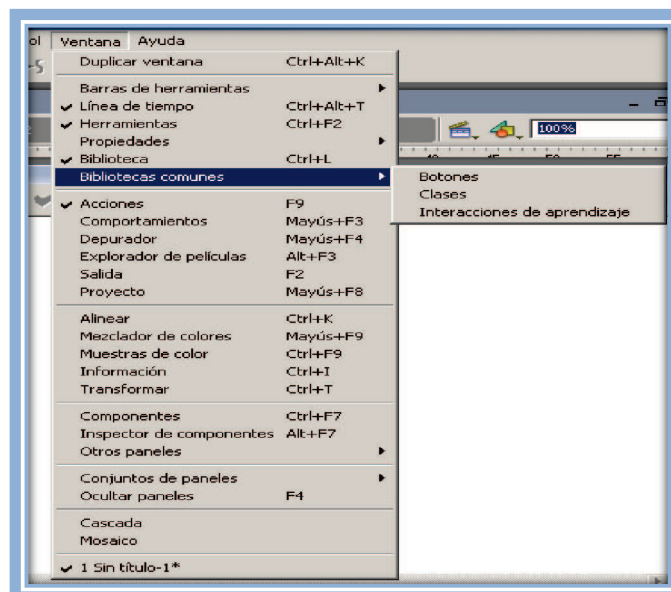 ol Ventana Ayuda
Duplicar ventana Ctrl+Alt+K
Barras de herramientas
Línea de tiempo Ctrl+Alt+T
Herramientas Ctrl+F2
100%
Propiedades
Biblioteca Ctrl+L
Bibliotecas comunes
Botones
Clases
Interacciones de aprendizaje
Acciones F9
Comportamientos Mayús+F3
Depurador Mayús+F4
Explorador de películas Alt+F3
Salida F2
Proyecto Mayús+F8
Alinear Ctrl+K
Mezclador de colores Mayús+F9
Muestras de color Ctrl+F9
Información Ctrl+I
Transformar Ctrl+T
Componentes Ctrl+F7
Inspector de componentes Alt+F7
Otros paneles
Conjuntos de paneles
Ocultar paneles F4
Cascada
Mosaico
1 Sin título-1*